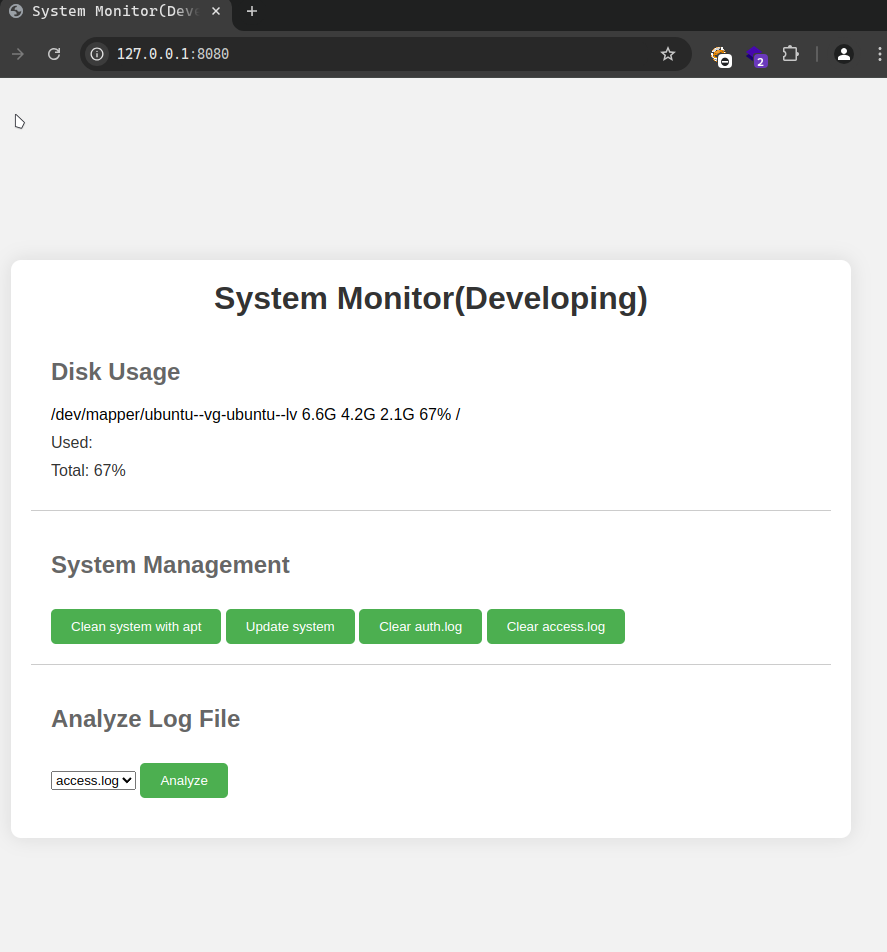 System Monitor(Deve
127.0.0.1:8080
2
System Monitor(Developing)
Disk Usage
/dev/mapper/ubuntu--vg-ubuntu--lv 6.6G 4.2G 2.1G 67% /
Used:
Total: 67%
System Management
Clean system with apt Update system Clear auth.log Clear access.log
Analyze Log File
access.log Analyze